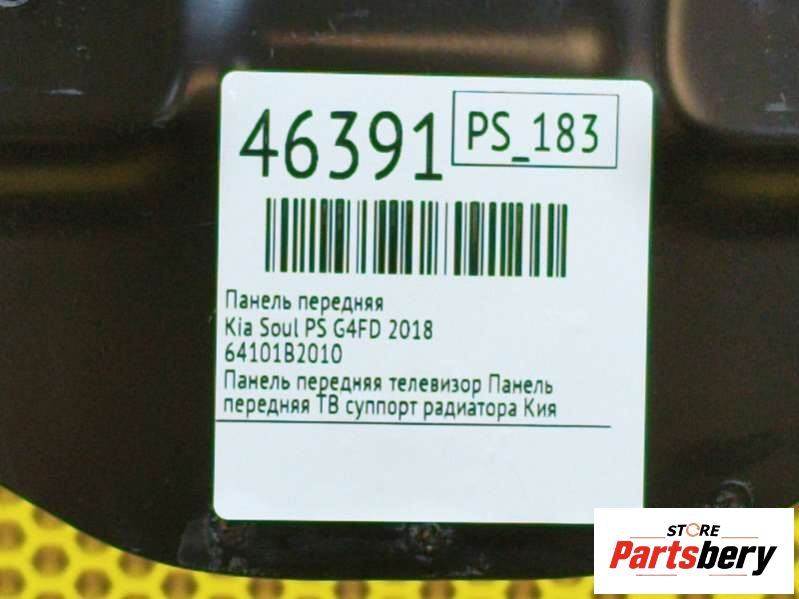 46391
PS_183
Панель передняя
Kia Soul PS G4FD 2018
64101B2010
Панель передняя телевизор Панель
передняя ТВ суппорт радиатора Кия
STORE
Partsbery